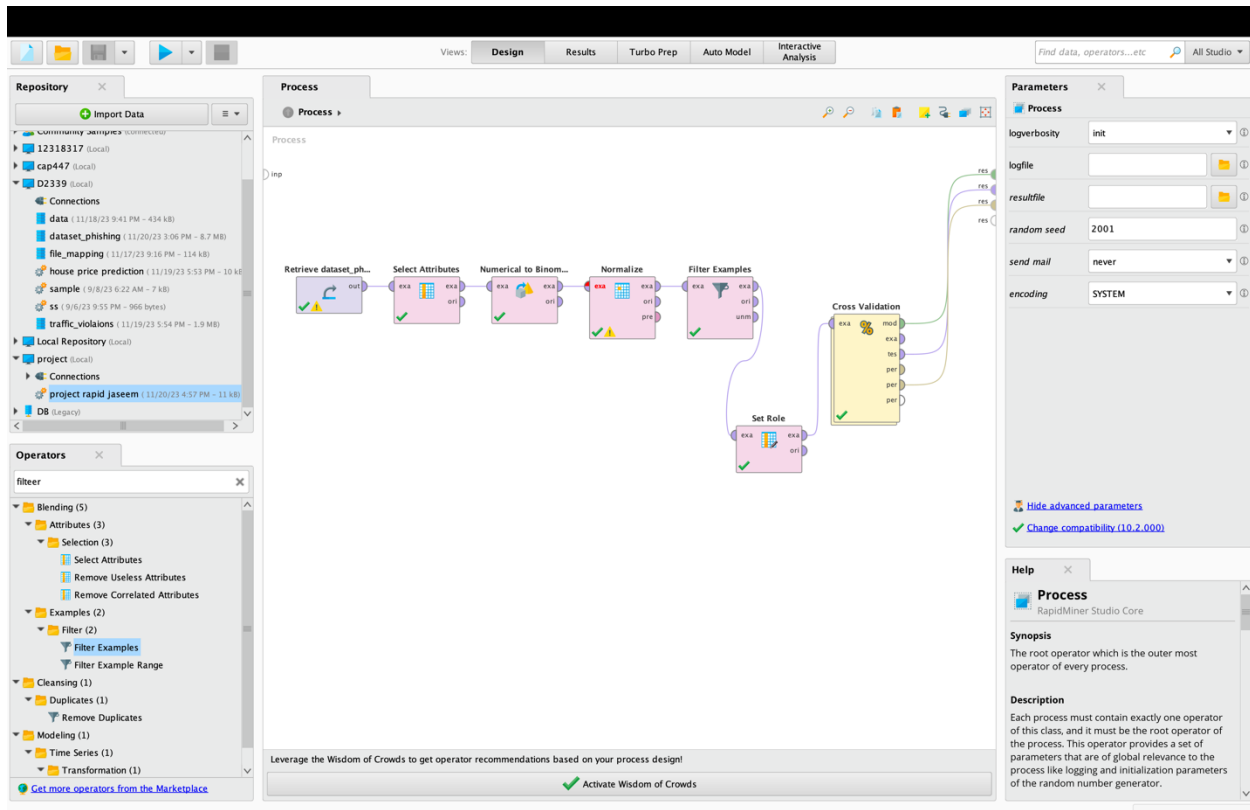 Views:
Design
Results
Turbo Prep
Auto Model
Interactive
Analysis
Find data, operators...etc
All Studio
Repository
Import Data
Community Samples (connected)
12318317 (Local)
cap447 (Local)
D2339 (Local)
Connections
data ( 11/18/23 9:41 PM – 434 kB)
dataset_phishing ( 11/20/23 3:06 PM – 8.7 MB)
file_mapping ( 11/17/23 9:16 PM – 114 kB)
house price prediction ( 11/19/23 5:53 PM – 10 kB
sample ( 9/8/23 6:22 AM – 7 kB)
ss ( 9/6/23 9:55 PM – 966 bytes)
traffic_violaions ( 11/19/23 5:54 PM – 1.9 MB)
Local Repository (Local)
project (Local)
Connections
project rapid jaseem ( 11/20/23 4:57 PM – 11 kB)
DB (Legacy)
Operators
filteer
Blending (5)
Attributes (3)
Selection (3)
Select Attributes
Remove Useless Attributes
Remove Correlated Attributes
Examples (2)
Filter (2)
Filter Examples
Filter Example Range
Cleansing (1)
Duplicates (1)
Remove Duplicates
Modeling (1)
Time Series (1)
Transformation (1)
Get more operators from the Marketplace
Process
Process
Process
inp
res
res
res
res
Retrieve dataset_ph...
out
Select Attributes
exa exa
ori
Numerical to Binom...
exa exa
ori
Normalize
exa exa
ori
pre
Filter Examples
exa exa
ori
unm
Cross Validation
exa mod
exa
tes
per
per
per
Set Role
exa exa
ori
Leverage the Wisdom of Crowds to get operator recommendations based on your process design!
Activate Wisdom of Crowds
Parameters
Process
logverbosity init
logfile
resultfile
random seed 2001
send mail never
encoding SYSTEM
Hide advanced parameters
Change compatibility (10.2.000)
Help
Process
RapidMiner Studio Core
Synopsis
The root operator which is the outer most
operator of every process.
Description
Each process must contain exactly one operator
of this class, and it must be the root operator of
the process. This operator provides a set of
parameters that are of global relevance to the
process like logging and initialization parameters
of the random number generator.